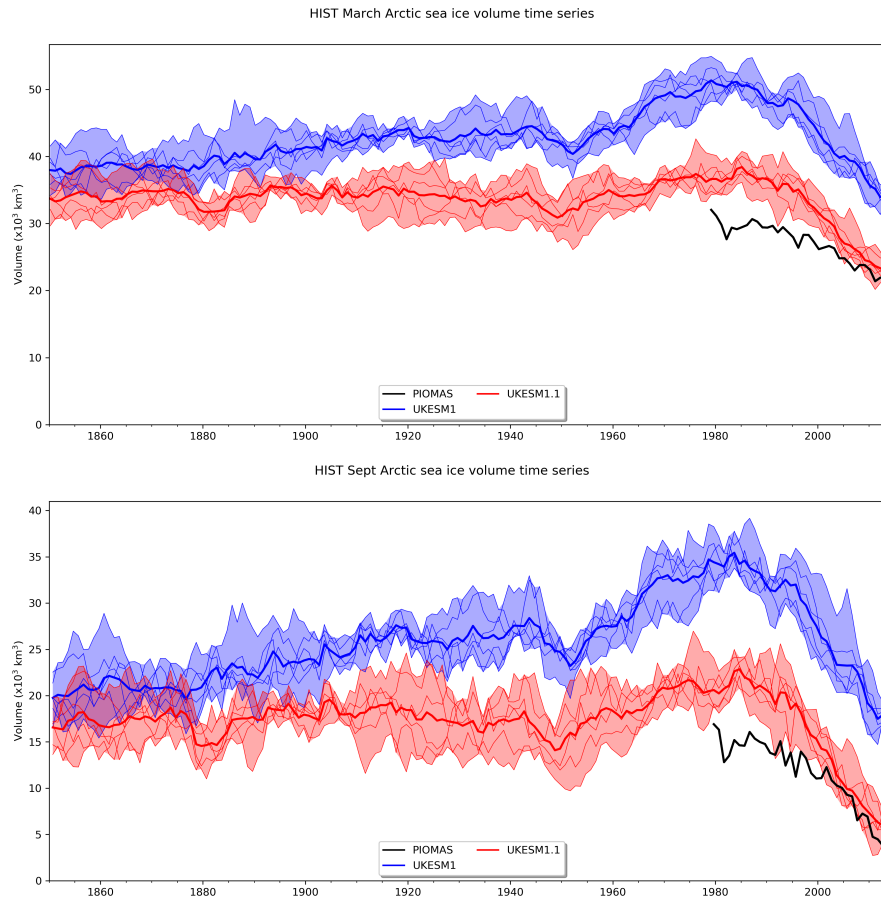 HIST March Arctic sea ice volume time series
Volume (x10³ km³)
50
40
30
20
10
0
1860 1880 1900 1920 1940 1960 1980 2000
PIOMAS UKESM1.1
UKESM1
HIST Sept Arctic sea ice volume time series
Volume (x10³ km³)
40
35
30
25
20
15
10
5
0
1860 1880 1900 1920 1940 1960 1980 2000
PIOMAS UKESM1.1
UKESM1